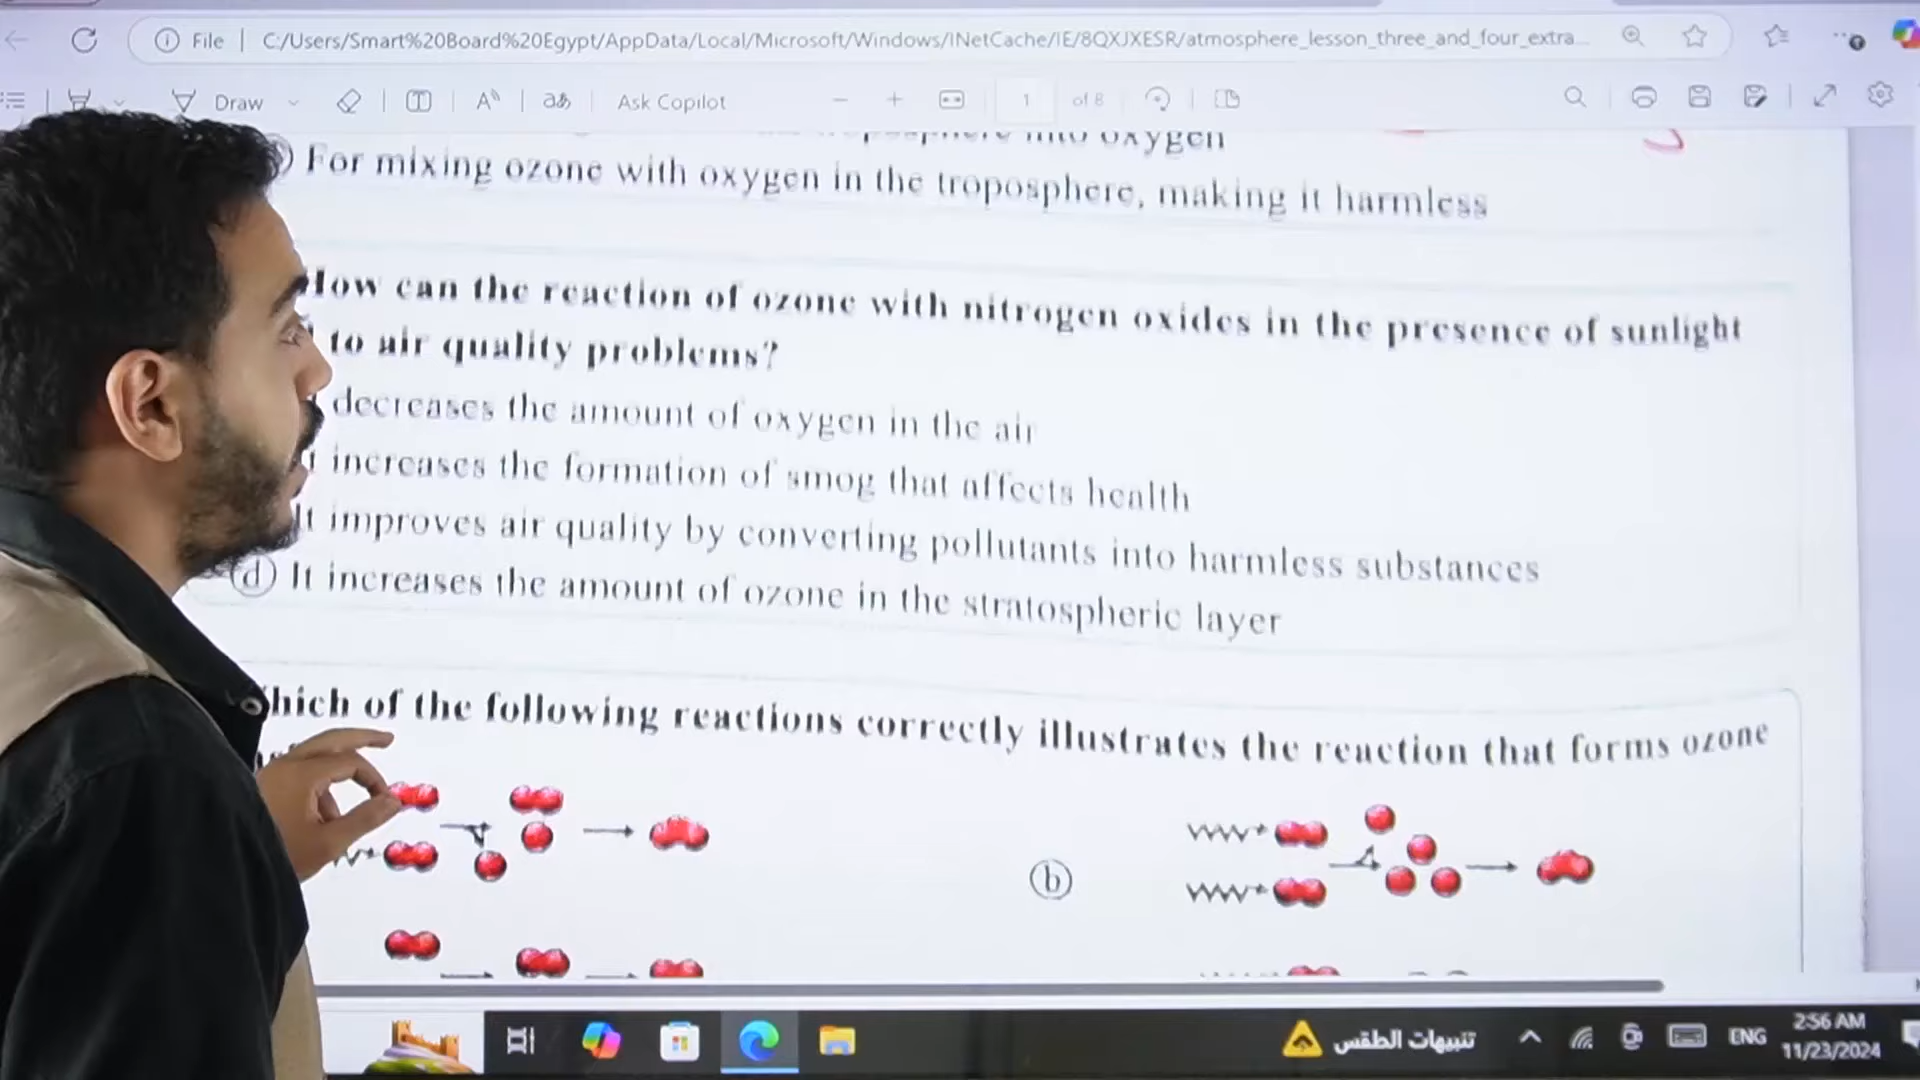 File | C:/Users/Smart%20Board%20Egypt/AppData/Local/Microsoft/Windows/INetCache/IE/8QXJXESR/atmosphere_lesson_three_and_four_extra...
Draw
aあ
Ask Copilot
1 of 8
into oxygen
For mixing ozone with oxygen in the troposphere, making it harmless
How can the reaction of ozone with nitrogen oxides in the presence of sunlight
to air quality problems?
decreases the amount of oxygen in the air
increases the formation of smog that affects health
It improves air quality by converting pollutants into harmless substances
(d) It increases the amount of ozone in the stratospheric layer
of the following reactions correctly illustrates the reaction that forms ozone
(b)
تنبيهات الطقس
ENG
2:56 AM
11/23/2024